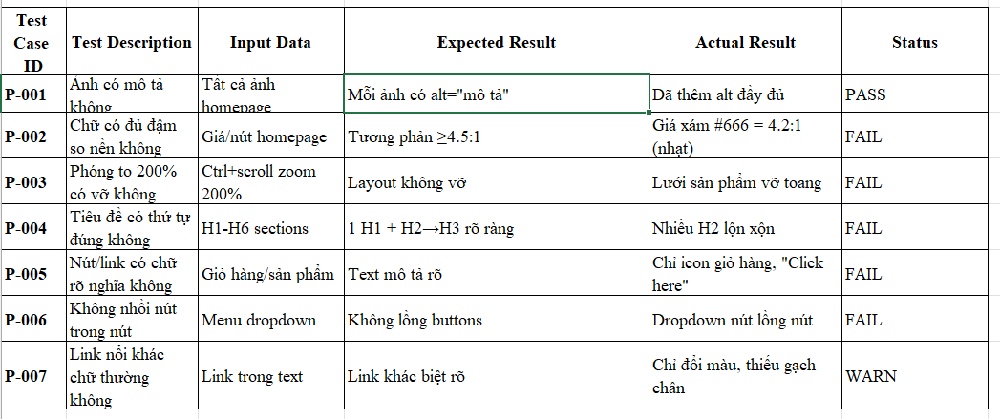 Test Case ID
Test Description
Input Data
Expected Result
Actual Result
Status
P-001
Ảnh có mô tả
không
Tất cả ảnh
homepage
Mỗi ảnh có alt="mô tả"
Đã thêm alt đầy đủ
PASS
P-002
Chữ có đủ đậm
so nền không
Giá/nút homepage
Tương phản ≥4.5:1
Giá xám #666 = 4.2:1
(nhạt)
FAIL
P-003
Phóng to 200%
có vỡ không
Ctrl+scroll zoom
200%
Layout không vỡ
Lưới sản phẩm vỡ toang
FAIL
P-004
Tiêu đề có thứ tự
đúng không
H1-H6 sections
1 H1 + H2→H3 rõ ràng
Nhiều H2 lộn xộn
FAIL
P-005
Nút/link có chữ
rõ nghĩa không
Giỏ hàng/sản phẩm
Text mô tả rõ
Chỉ icon giỏ hàng, "Click
here"
FAIL
P-006
Không nhồi nút
trong nút
Menu dropdown
Không lồng buttons
Dropdown nút lồng nút
FAIL
P-007
Link nổi khác
chữ thường
không
Link trong text
Link khác biệt rõ
Chỉ đổi màu, thiếu gạch
chân
WARN